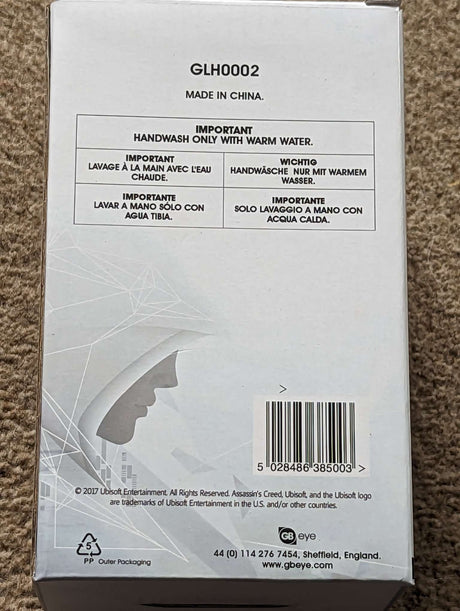 GLH0002
MADE IN CHINA.
IMPORTANT
HANDWASH ONLY WITH WARM WATER.
IMPORTANT
LAVAGE À LA MAIN AVEC L'EAU
CHAUDE.
WICHTIG
HANDWÄSCHE NUR MIT WARMEM
WASSER.
IMPORTANTE
LAVAR A MANO SÓLO CON
AGUA TIBIA.
IMPORTANTE
SOLO LAVAGGIO A MANO CON
ACQUA CALDA.
>
5 028486 385003 >
© 2017 Ubisoft Entertainment. All Rights Reserved. Assassin's Creed, Ubisoft, and the Ubisoft logo
are trademarks of Ubisoft Entertainment in the U.S. and/or other countries.
GB eye
5
PP Outer Packaging
44 (0) 114 276 7454, Sheffield, England.
www.gbeye.com